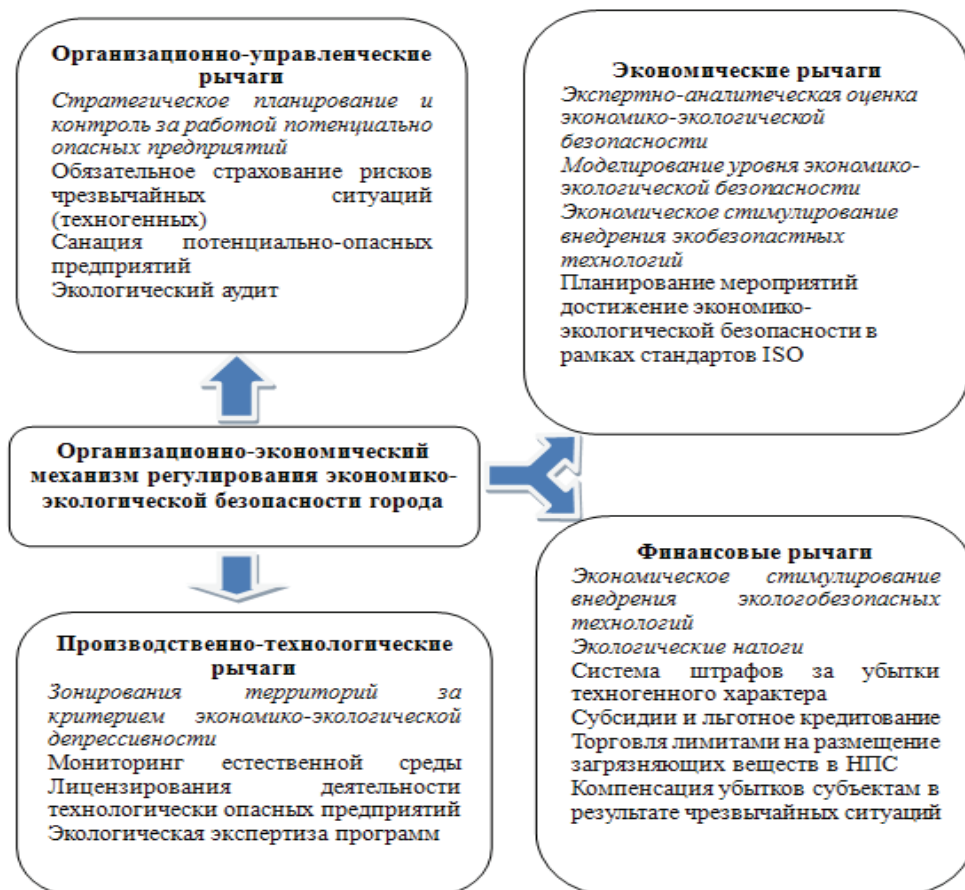 Организационно-управленческие
рычаги
Стратегическое планирование и
контроль за работой потенциально
опасных предприятий
Обязательное страхование рисков
чрезвычайных ситуаций
(техногенных)
Санация потенциально-опасных
предприятий
Экологический аудит
Экономические рычаги
Экспертно-аналитеческая оценка
экономико-экологической
безопасности
Моделирование уровня экономико-
экологической безопасности
Экономическое стимулирование
внедрения экобезопастных
технологий
Планирование мероприятий
достижение экономико-
экологической безопасности в
рамках стандартов ISO
Организационно-экономический
механизм регулирования экономико-
экологической безопасности города
Производственно-технологические
рычаги
Зонирования территорий за
критерием экономико-экологической
депрессивности
Мониторинг естественной среды
Лицензирования деятельности
технологически опасных предприятий
Экологическая экспертиза программ
Финансовые рычаги
Экономическое стимулирование
внедрения экологобезопасных
технологий
Экологические налоги
Система штрафов за убытки
техногенного характера
Субсидии и льготное кредитование
Торговля лимитами на размещение
загрязняющих веществ в НПС
Компенсация убытков субъектам в
результате чрезвычайных ситуаций